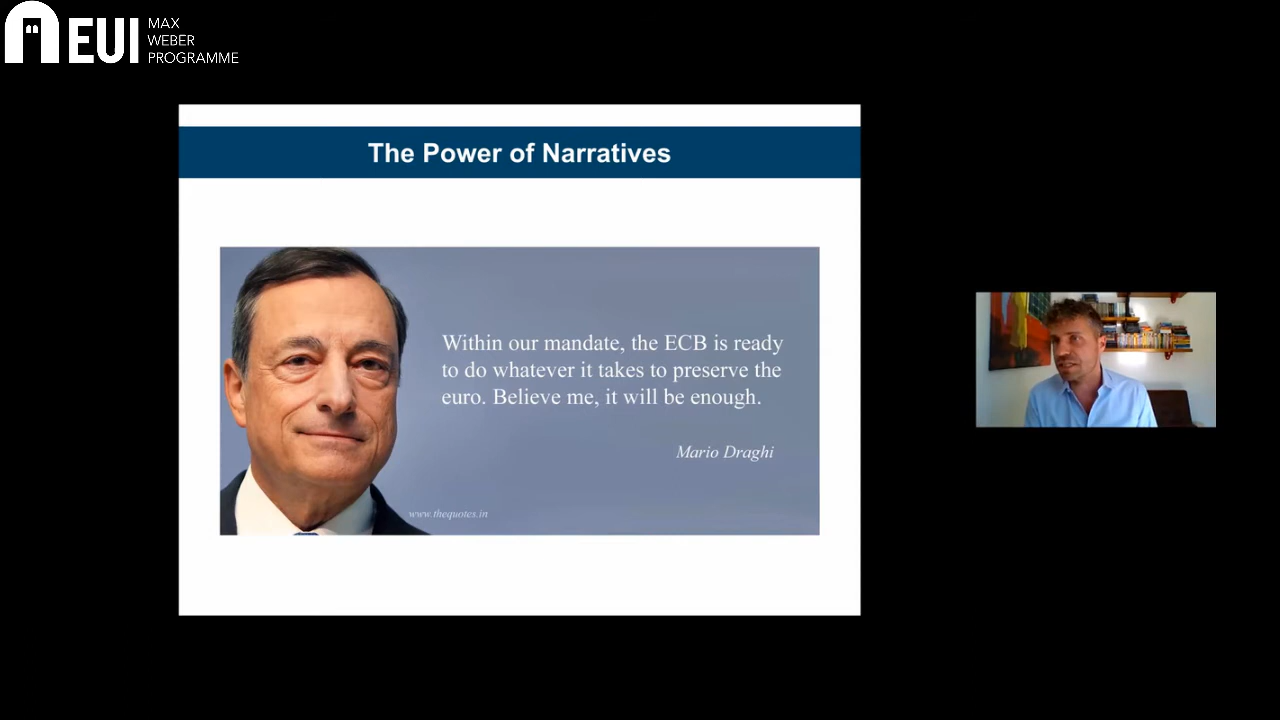 EUI
MAX
WEBER
PROGRAMME
The Power of Narratives
Within our mandate, the ECB is ready
to do whatever it takes to preserve the
euro. Believe me, it will be enough.
Mario Draghi
www.thequotes.in